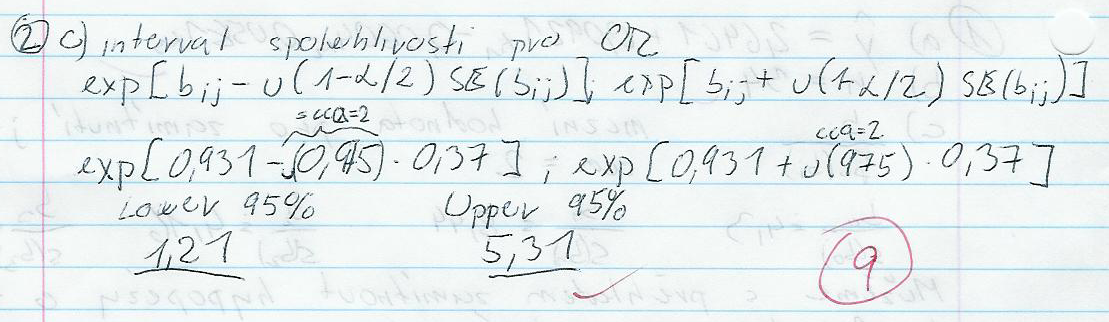 ② c) interval spolehlivosti pro OR
exp[bij - u(1-α/2) SE(bij)]; exp[bij + u(1-α/2) SE(bij)]
=cca=2 cca=2
exp[0,931 - u(0,975) · 0,37] ; exp[0,931 + u(975) · 0,37]
Lower 95% Upper 95%
1,21 5,31
9